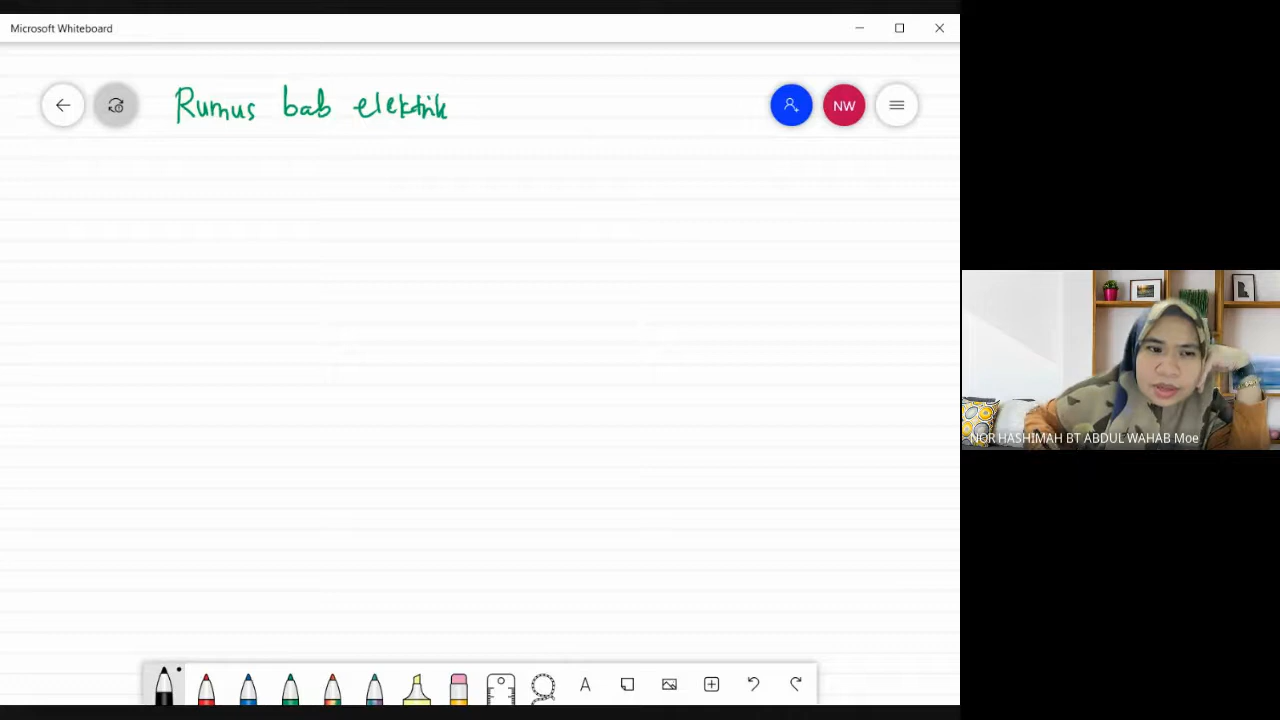 Microsoft Whiteboard
Rumus bab elektrik
NW
A
NOR HASHIMAH BT ABDUL WAHAB Moe